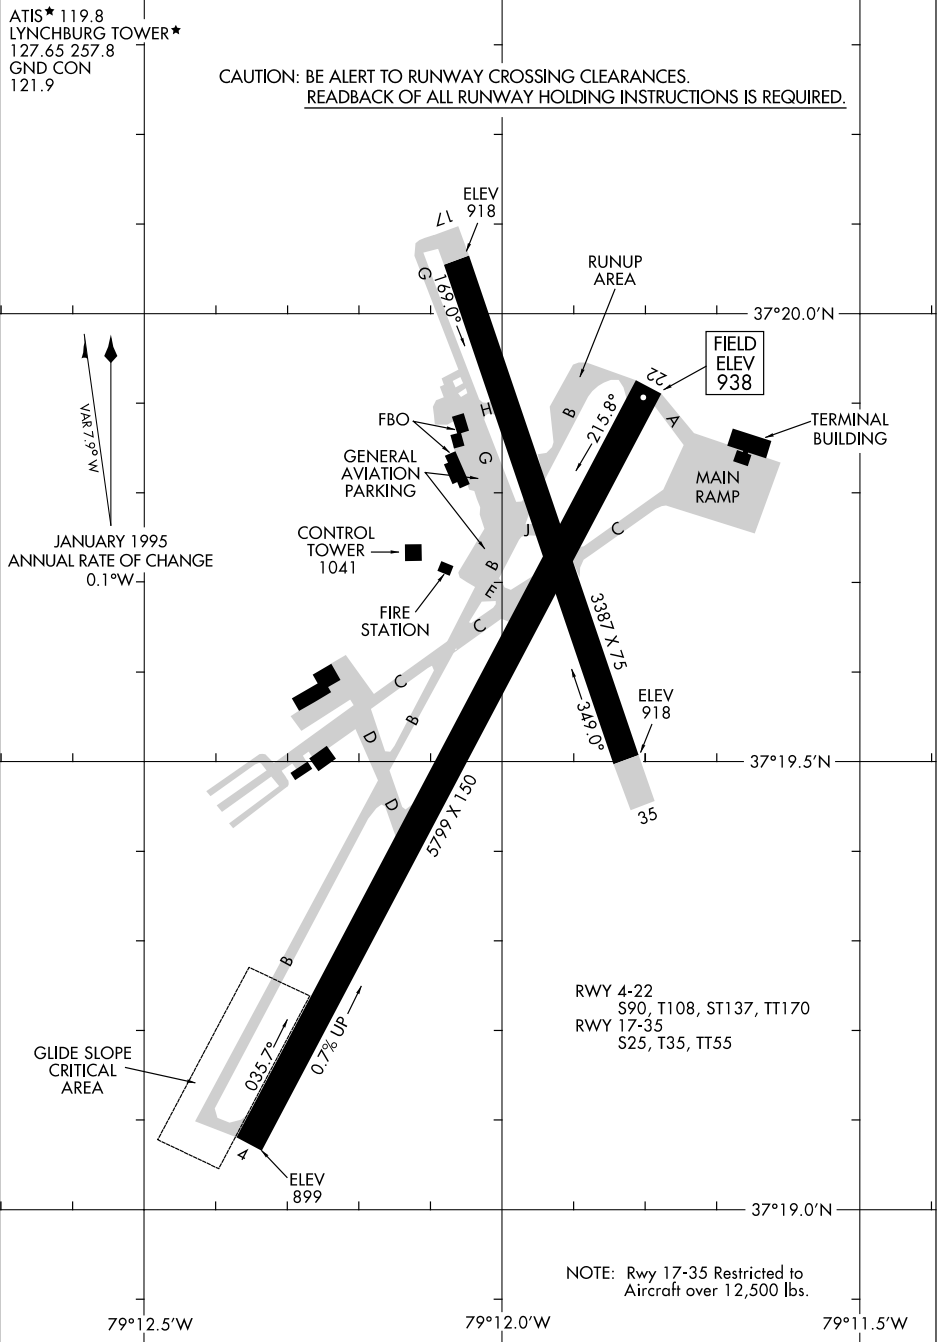 ATIS★ 119.8
LYNCHBURG TOWER★
127.65 257.8
GND CON
121.9
CAUTION: BE ALERT TO RUNWAY CROSSING CLEARANCES.
READBACK OF ALL RUNWAY HOLDING INSTRUCTIONS IS REQUIRED.
ELEV
918
17
G
169.0°
RUNUP
AREA
37°20.0'N
FIELD
ELEV
938
22
VAR 7.9° W
JANUARY 1995
ANNUAL RATE OF CHANGE
0.1°W
H
FBO
G
GENERAL
AVIATION
PARKING
B
215.8°
A
TERMINAL
BUILDING
MAIN
RAMP
CONTROL
TOWER
1041
J
C
B
E
C
FIRE
STATION
3387 X 75
C
B
D
349.0°
ELEV
918
37°19.5'N
D
5799 X 150
35
B
RWY 4-22
S90, T108, ST137, TT170
RWY 17-35
S25, T35, TT55
GLIDE SLOPE
CRITICAL
AREA
035.7°
0.7% UP
4
ELEV
899
37°19.0'N
NOTE: Rwy 17-35 Restricted to
Aircraft over 12,500 lbs.
79°12.5'W
79°12.0'W
79°11.5'W